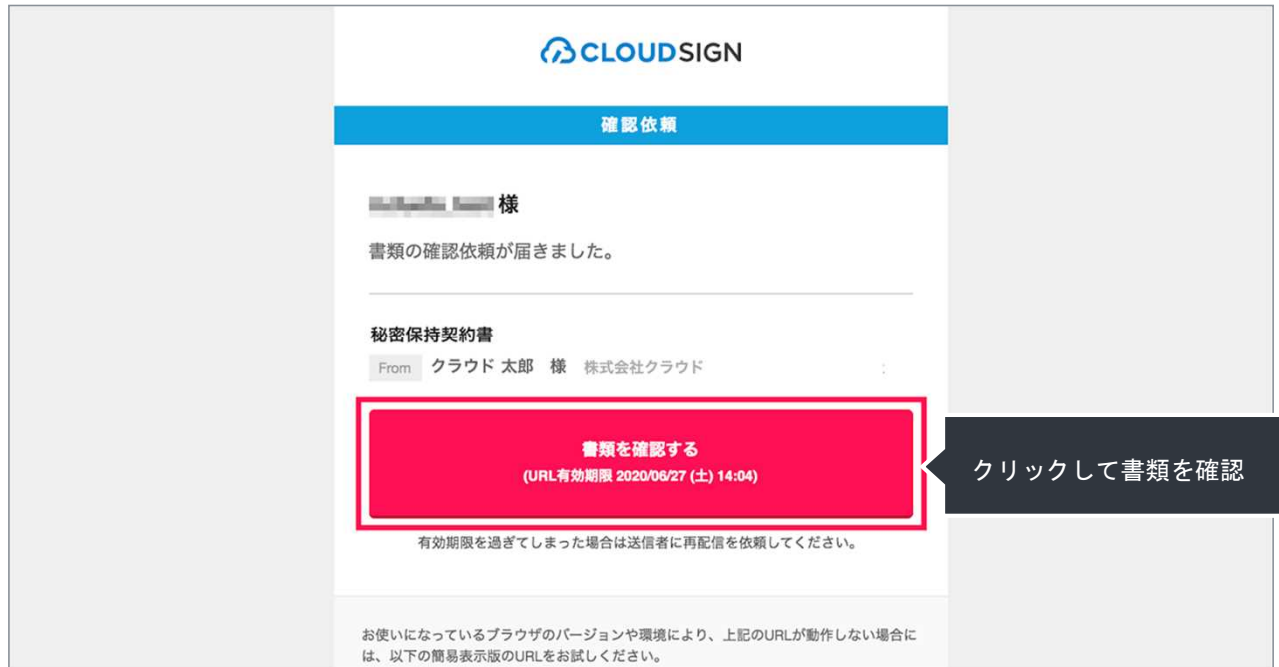 CLOUDSIGN
確認依頼
様
書類の確認依頼が届きました。
秘密保持契約書
From クラウド 太郎 様 株式会社クラウド
書類を確認する
(URL有効期限 2020/06/27 (土) 14:04)
クリックして書類を確認
有効期限を過ぎてしまった場合は送信者に再配信を依頼してください。
お使いになっているブラウザのバージョンや環境により、上記のURLが動作しない場合に
は、以下の簡易表示版のURLをお試しください。